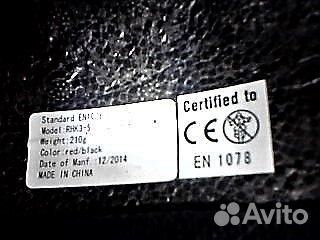 Standard
Model:RHK3-5
Weight:210g
Color:red/black
Date of Manf.:12/2014
MADE IN CHINA
Certified to
CE
EN 1078
Avito